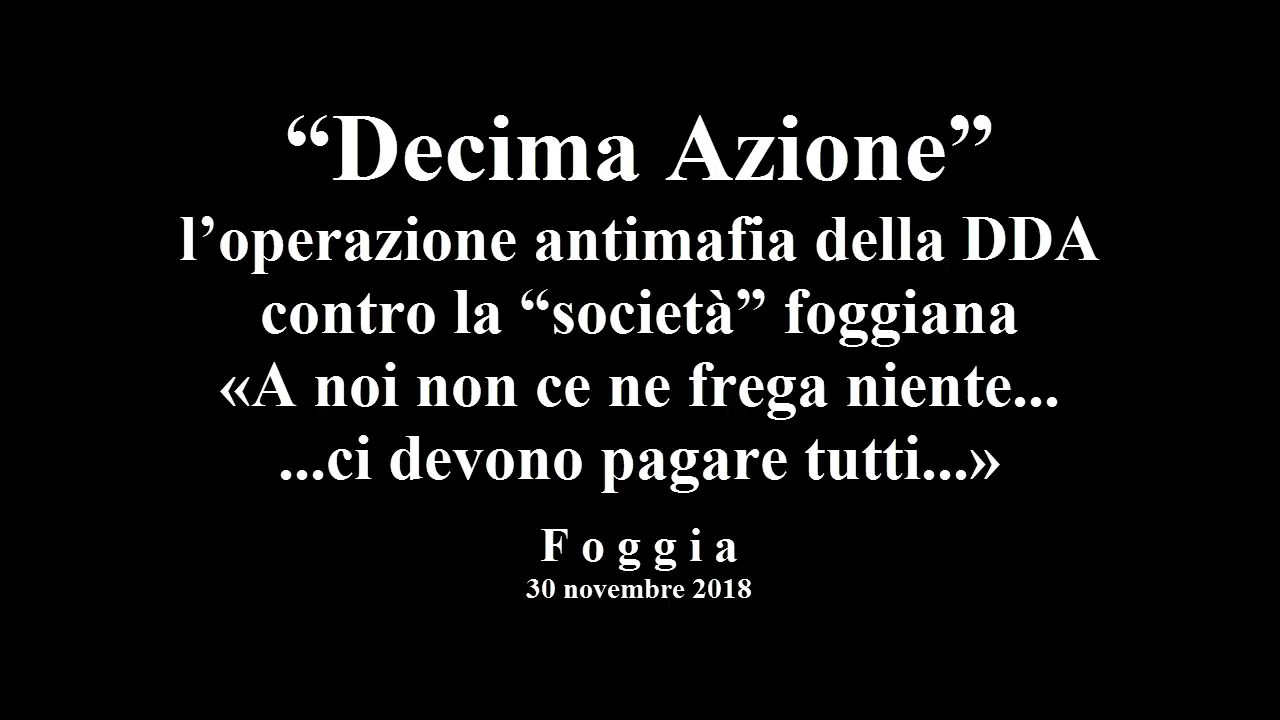 “Decima Azione”
l’operazione antimafia della DDA
contro la “società” foggiana
«A noi non ce ne frega niente...
...ci devono pagare tutti...»
F o g g i a
30 novembre 2018